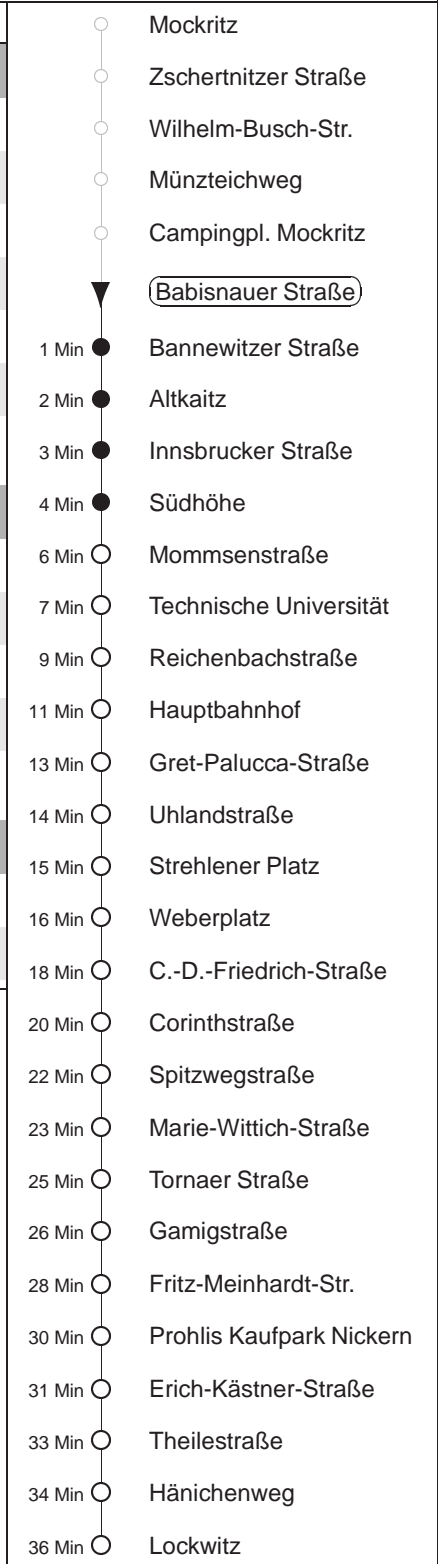 Mockritz
Zschertnitzer Straße
Wilhelm-Busch-Str.
Münzteichweg
Campingpl. Mockritz
Babisnauer Straße
1 Min Bannewitzer Straße
2 Min Altkaitz
3 Min Innsbrucker Straße
4 Min Südhöhe
6 Min Mommsenstraße
7 Min Technische Universität
9 Min Reichenbachstraße
11 Min Hauptbahnhof
13 Min Gret-Palucca-Straße
14 Min Uhlandstraße
15 Min Strehlener Platz
16 Min Weberplatz
18 Min C.-D.-Friedrich-Straße
20 Min Corinthstraße
22 Min Spitzwegstraße
23 Min Marie-Wittich-Straße
25 Min Tornaer Straße
26 Min Gamigstraße
28 Min Fritz-Meinhardt-Str.
30 Min Prohlis Kaufpark Nickern
31 Min Erich-Kästner-Straße
33 Min Theilestraße
34 Min Hänichenweg
36 Min Lockwitz